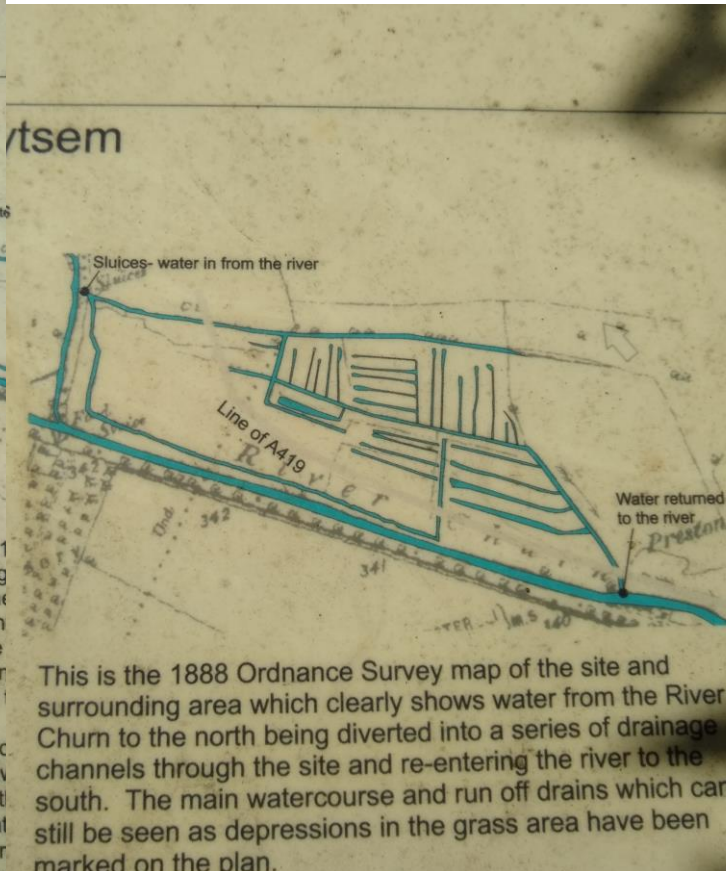 ytsem
Sluices- water in from the river
Sluices
Line of A419
River
Und.
342
341
Water returned
to the river
Preston
This is the 1888 Ordnance Survey map of the site and
surrounding area which clearly shows water from the River
Churn to the north being diverted into a series of drainage
channels through the site and re-entering the river to the
south. The main watercourse and run off drains which can
still be seen as depressions in the grass area have been
marked on the plan.